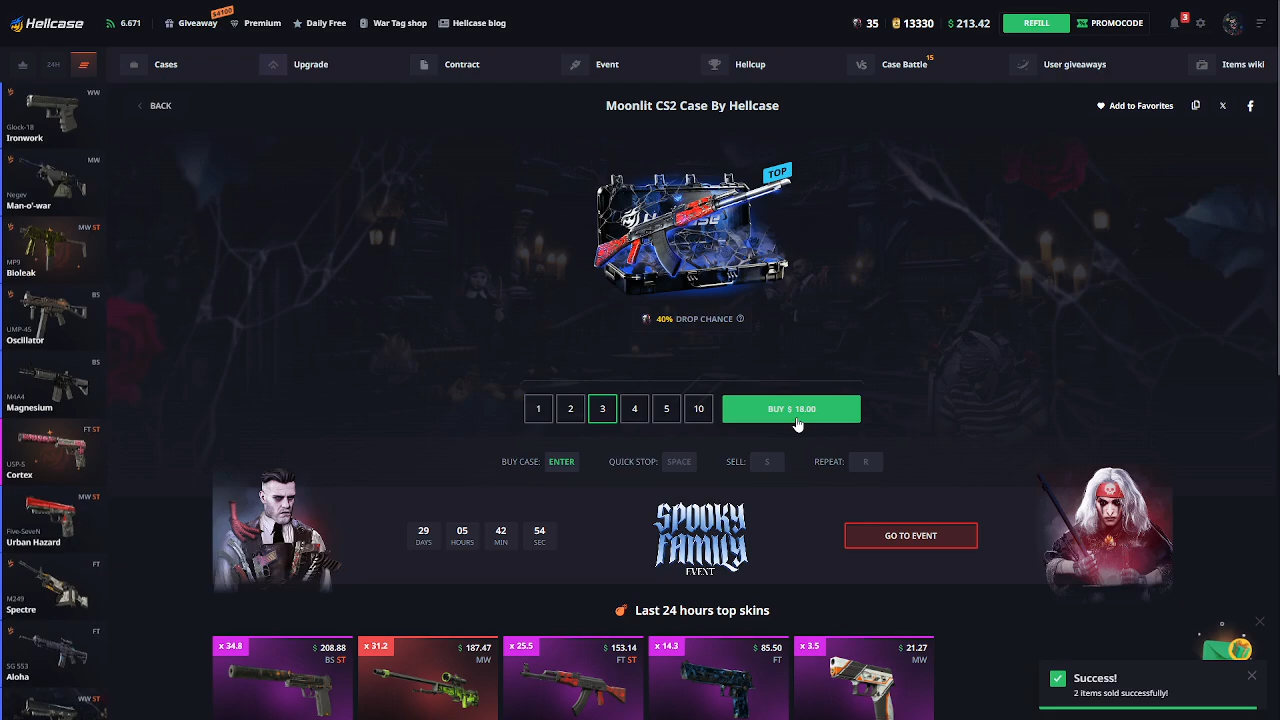 Hellcase
6.671
Giveaway
$4100
Premium
Daily Free
War Tag shop
Hellcase blog
35
13330
$ 213.42
REFILL
PROMOCODE
3
24H
Cases
Upgrade
Contract
Event
Hellcup
VS
Case Battle
15
User giveaways
Items wiki
BACK
Moonlit CS2 Case By Hellcase
Add to Favorites
WW
Glock-18
Ironwork
MW
Negev
Man-o'-war
MW ST
MP9
Bioleak
BS
UMP-45
Oscillator
BS
M4A4
Magnesium
FT ST
USP-S
Cortex
MW ST
Five-SeveN
Urban Hazard
FT
M249
Spectre
FT
SG 553
Aloha
WW ST
TOP
40% DROP CHANCE
1
2
3
4
5
10
BUY $ 18.00
BUY CASE: ENTER
QUICK STOP: SPACE
SELL: S
REPEAT: R
29
DAYS
05
HOURS
42
MIN
54
SEC
SPOOKY
FAMILY
EVENT
GO TO EVENT
Last 24 hours top skins
x 34.8
$ 208.88
BS ST
x 31.2
$ 187.47
MW
x 25.5
$ 153.14
FT ST
x 14.3
$ 85.50
FT
x 3.5
$ 21.27
MW
Success!
2 items sold successfully!